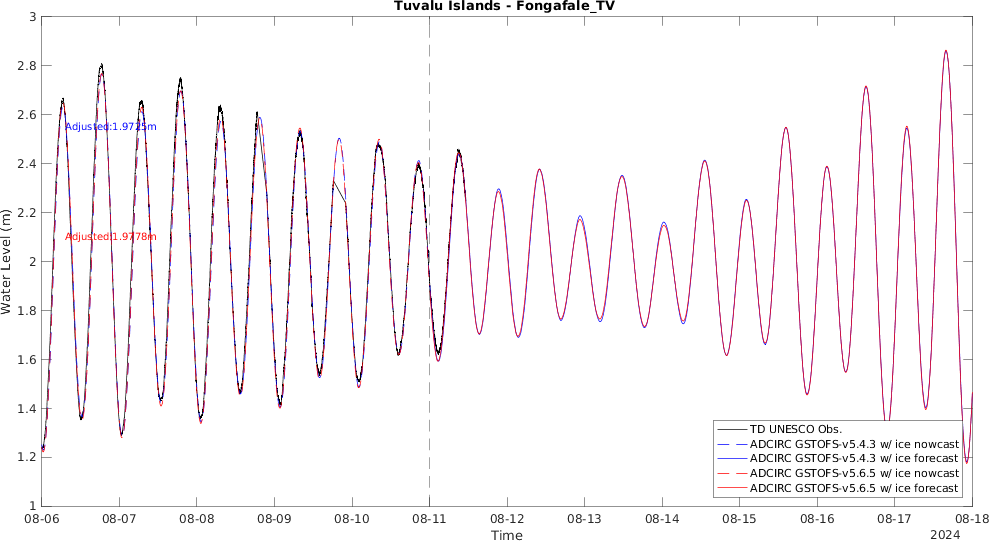 Tuvalu Islands - Fongafale_TV
3
2.8
2.6
2.4
2.2
2
1.8
1.6
1.4
1.2
1
Water Level (m)
Adjusted:1.9725m
Adjusted:1.9778m
TD UNESCO Obs.
ADCIRC GSTOFS-v5.4.3 w/ ice nowcast
ADCIRC GSTOFS-v5.4.3 w/ ice forecast
ADCIRC GSTOFS-v5.6.5 w/ ice nowcast
ADCIRC GSTOFS-v5.6.5 w/ ice forecast
08-06 08-07 08-08 08-09 08-10 08-11 08-12 08-13 08-14 08-15 08-16 08-17 08-18
Time
2024